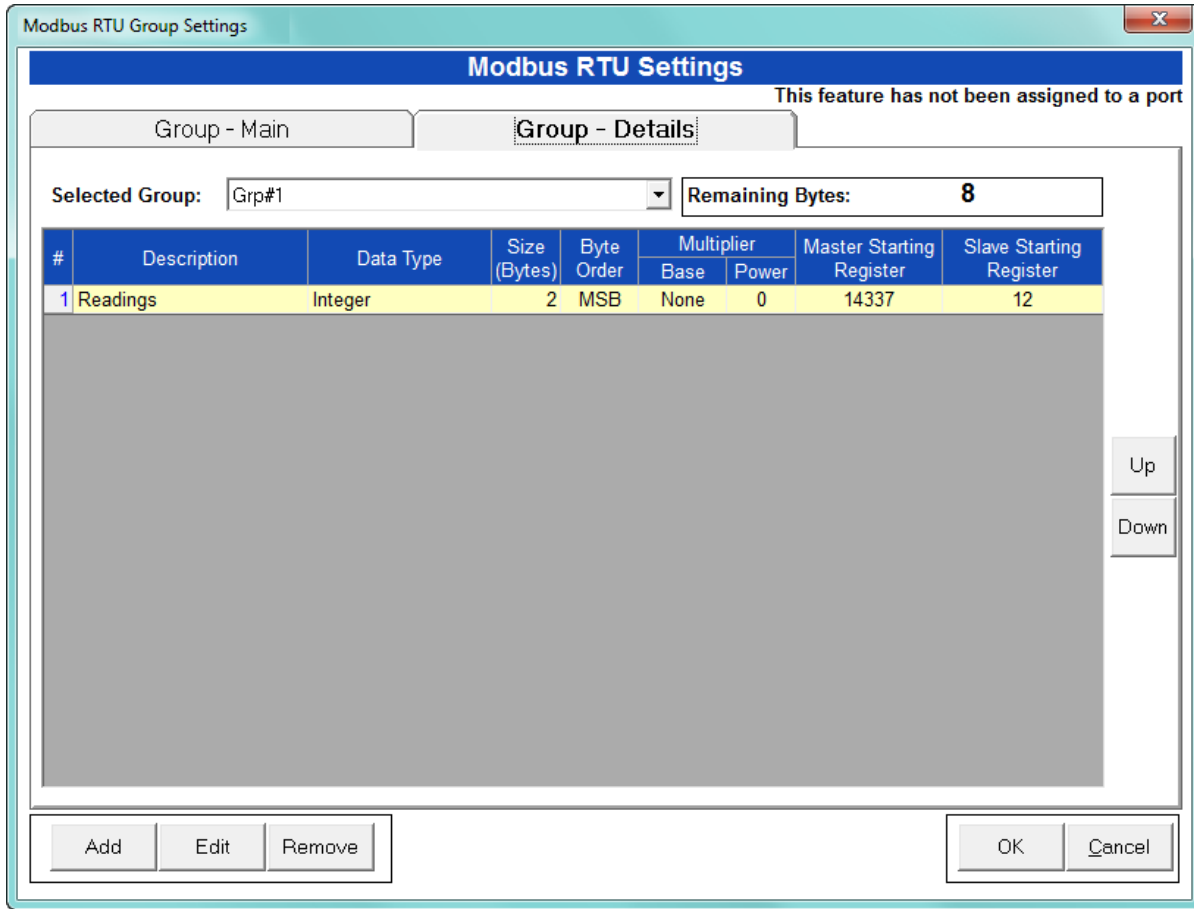 Modbus RTU Group Settings
Modbus RTU Settings
This feature has not been assigned to a port
Group - Main Group - Details
Selected Group: Grp#1 Remaining Bytes: 8
# Description Data Type Size (Bytes) Byte Order Multiplier Base Power Master Starting Register Slave Starting Register
1 Readings Integer 2 MSB None 0 14337 12
Up
Down
Add Edit Remove OK Cancel